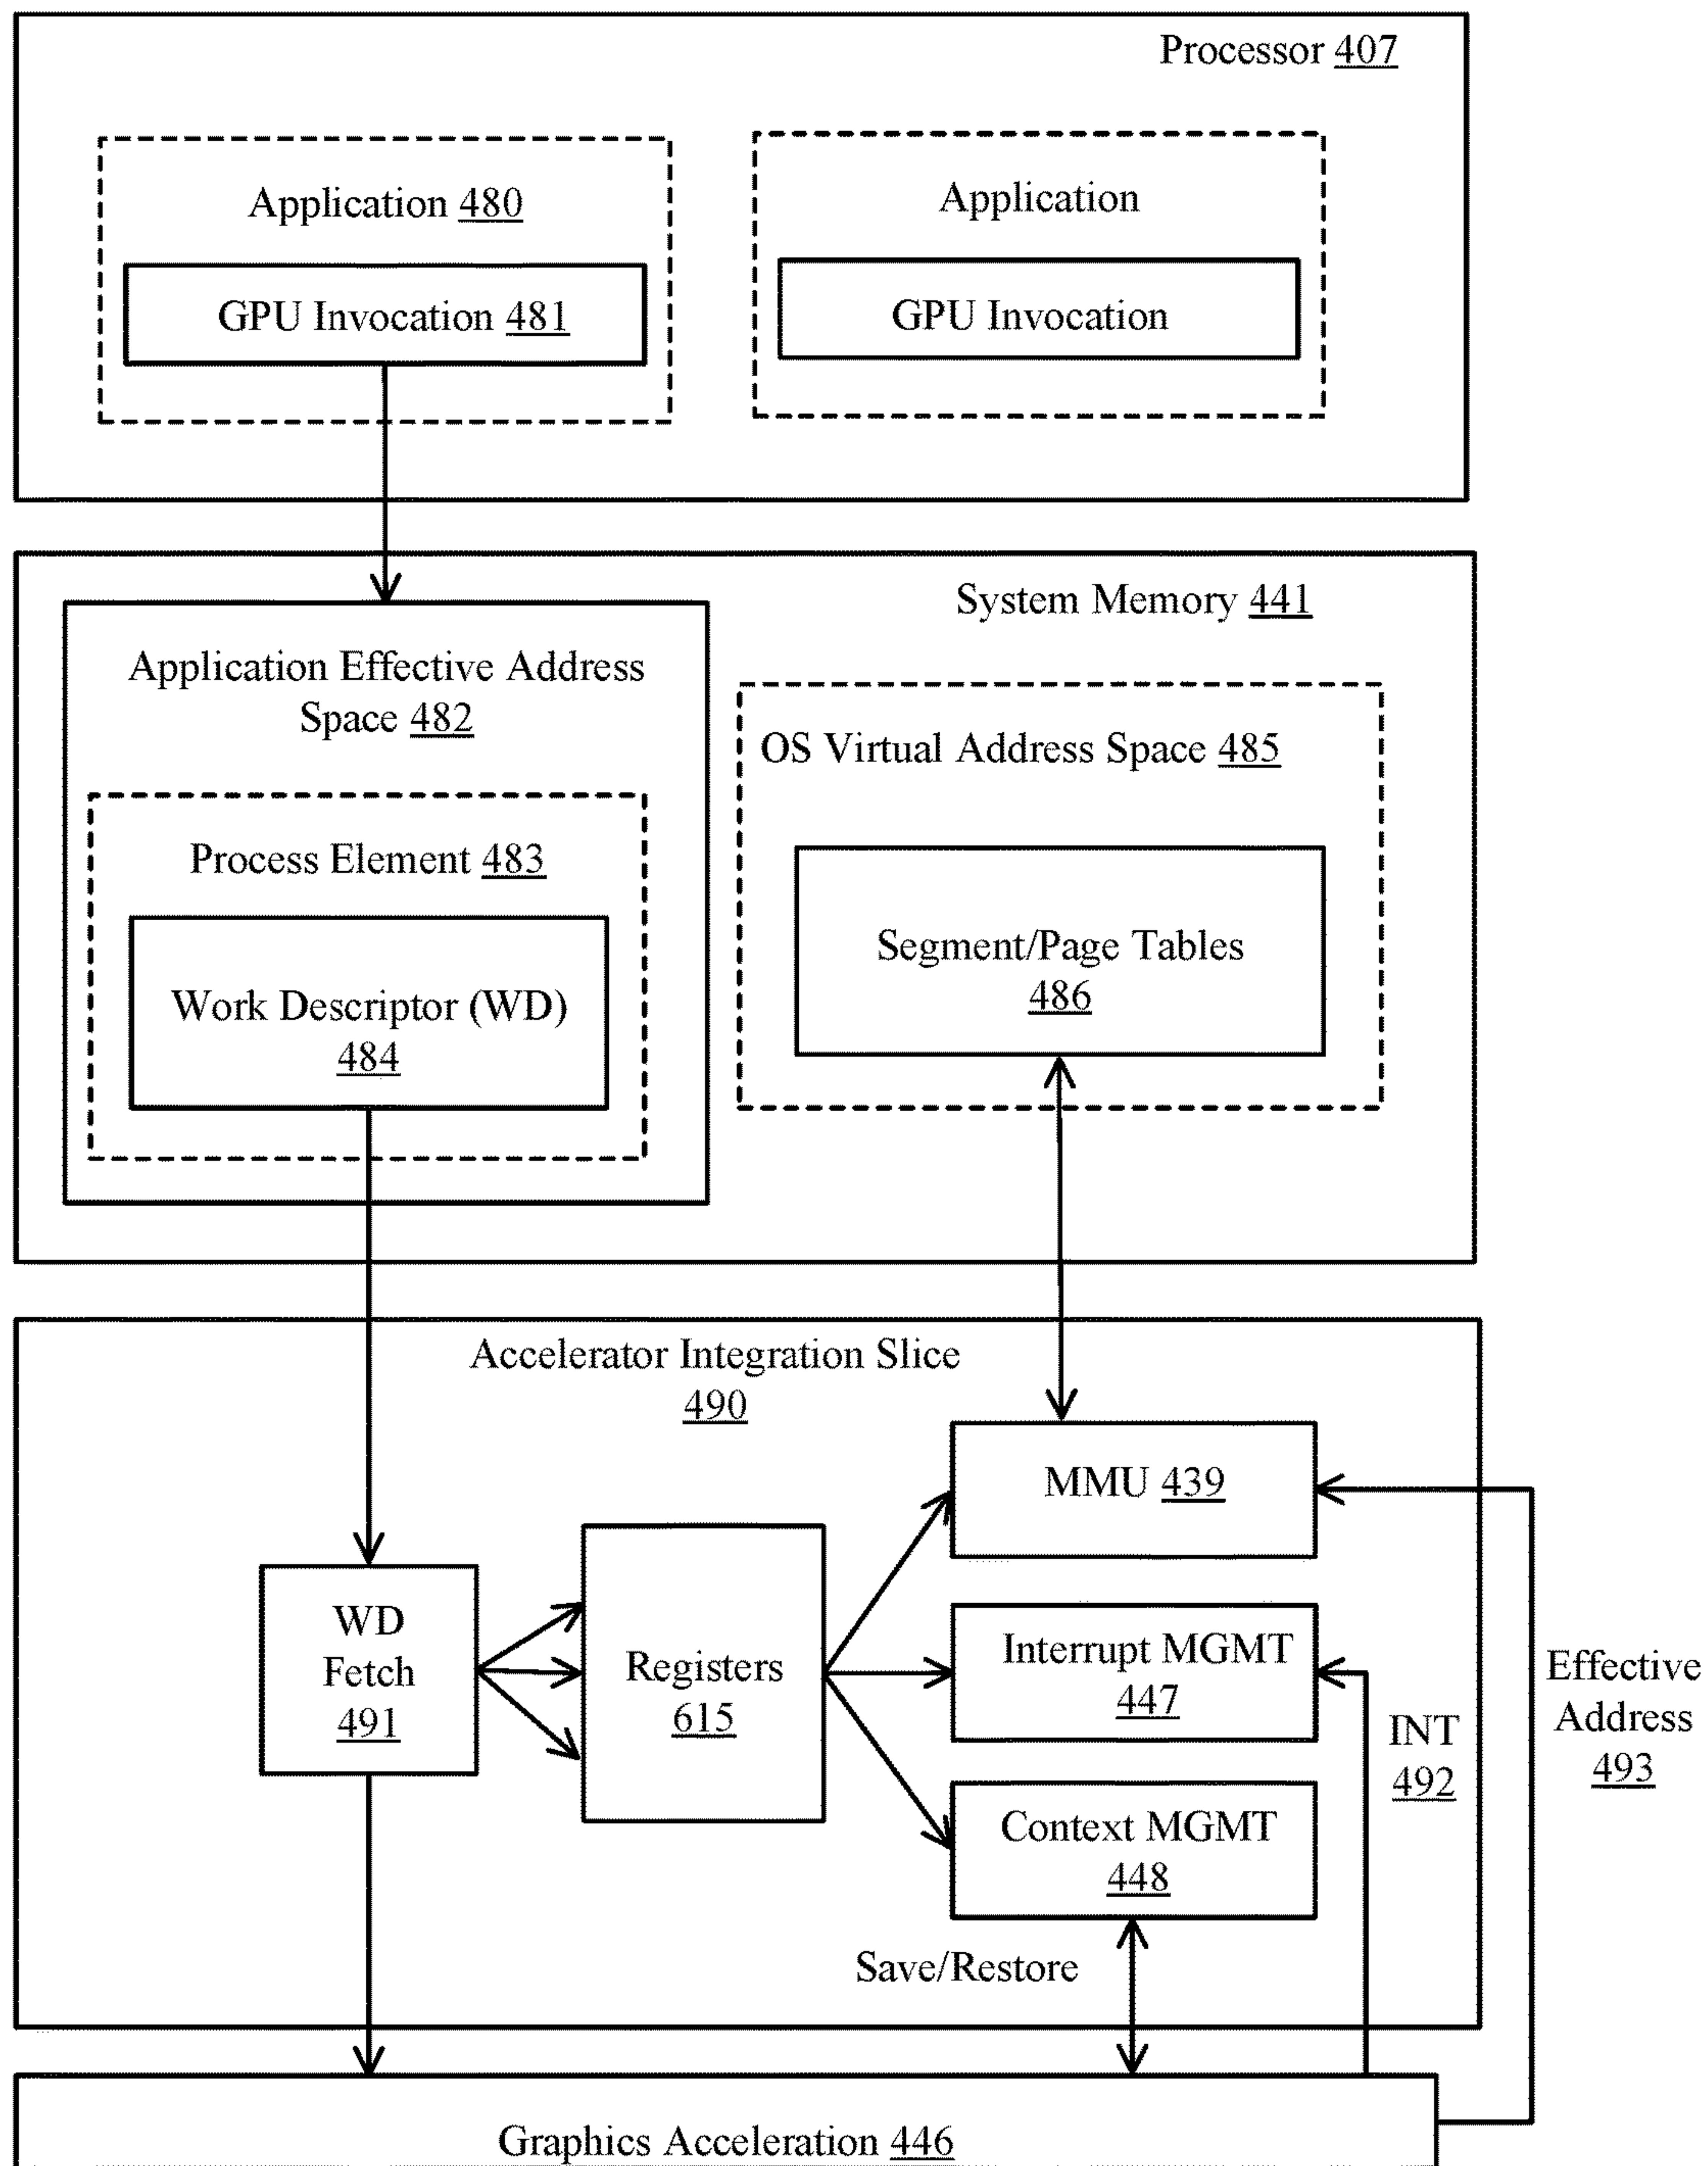 Processor 407
Application 480
GPU Invocation 481
Application
GPU Invocation
System Memory 441
Application Effective Address
Space 482
Process Element 483
Work Descriptor (WD)
484
OS Virtual Address Space 485
Segment/Page Tables
486
Accelerator Integration Slice
490
WD
Fetch
491
Registers
615
MMU 439
Interrupt MGMT
447
Context MGMT
448
Save/Restore
INT
492
Effective
Address
493
Graphics Acceleration 446